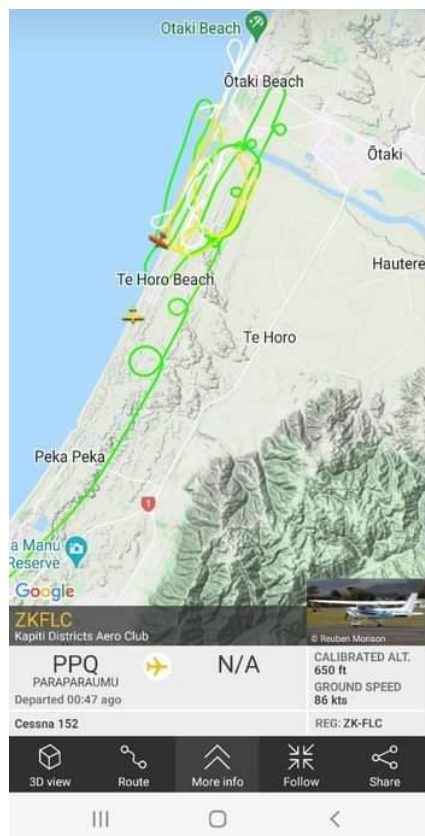 Otaki Beach
Ōtaki Beach
Ōtaki
Hautere
Te Horo Beach
Te Horo
Peka Peka
1
a Manu
Reserve
Google
ZKFLC
Kapiti Districts Aero Club
© Reuben Morison
PPQ
PARAPARAUMU
N/A
Departed 00:47 ago
CALIBRATED ALT.
650 ft
GROUND SPEED
86 kts
Cessna 152
REG: ZK-FLC
3D view
Route
More info
Follow
Share